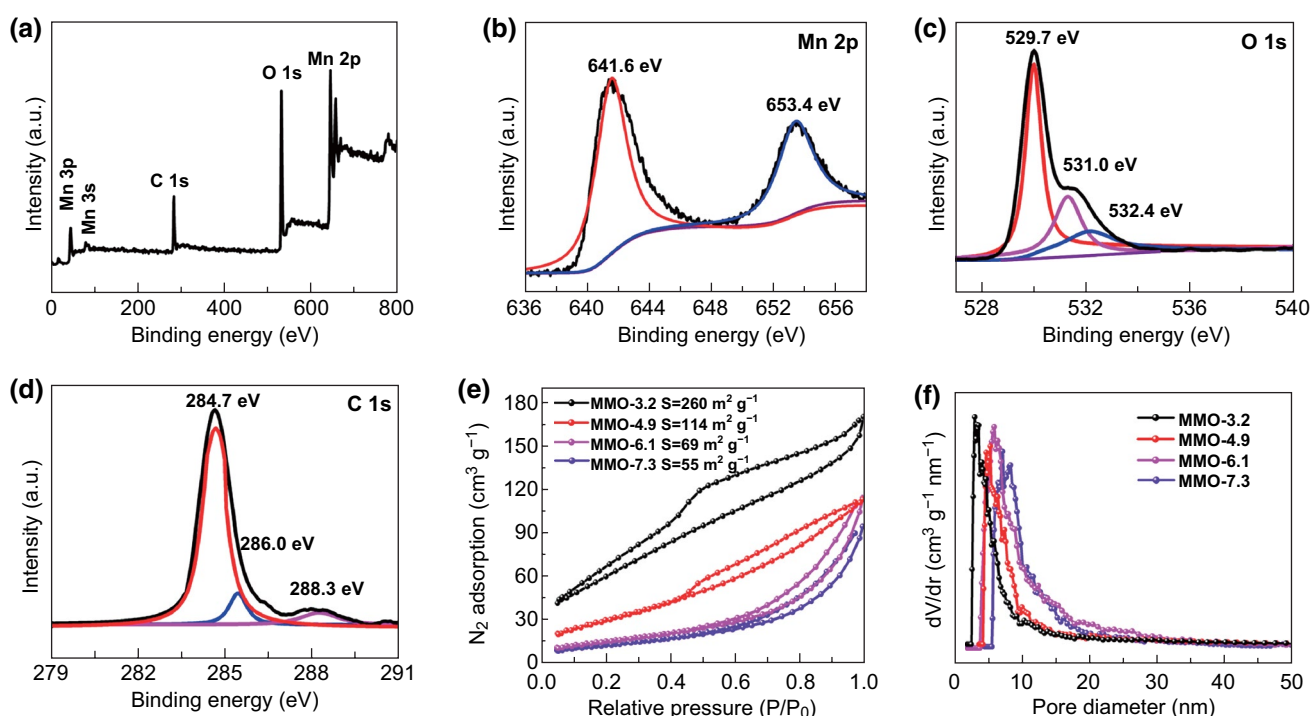 (a)
Intensity (a.u.)
Mn 3p
Mn 3s
C 1s
O 1s
Mn 2p
0 200 400 600 800
Binding energy (eV)
(b)
Mn 2p
Intensity (a.u.)
641.6 eV
653.4 eV
636 640 644 648 652 656
Binding energy (eV)
(c)
O 1s
Intensity (a.u.)
529.7 eV
531.0 eV
532.4 eV
528 532 536 540
Binding energy (eV)
(d)
C 1s
Intensity (a.u.)
284.7 eV
286.0 eV
288.3 eV
279 282 285 288 291
Binding energy (eV)
(e)
N₂ adsorption (cm³ g⁻¹)
180
150
120
90
60
30
0
MMO-3.2 S=260 m² g⁻¹
MMO-4.9 S=114 m² g⁻¹
MMO-6.1 S=69 m² g⁻¹
MMO-7.3 S=55 m² g⁻¹
0.0 0.2 0.4 0.6 0.8 1.0
Relative pressure (P/P₀)
(f)
dV/dr (cm³ g⁻¹ nm⁻¹)
MMO-3.2
MMO-4.9
MMO-6.1
MMO-7.3
0 10 20 30 40 50
Pore diameter (nm)